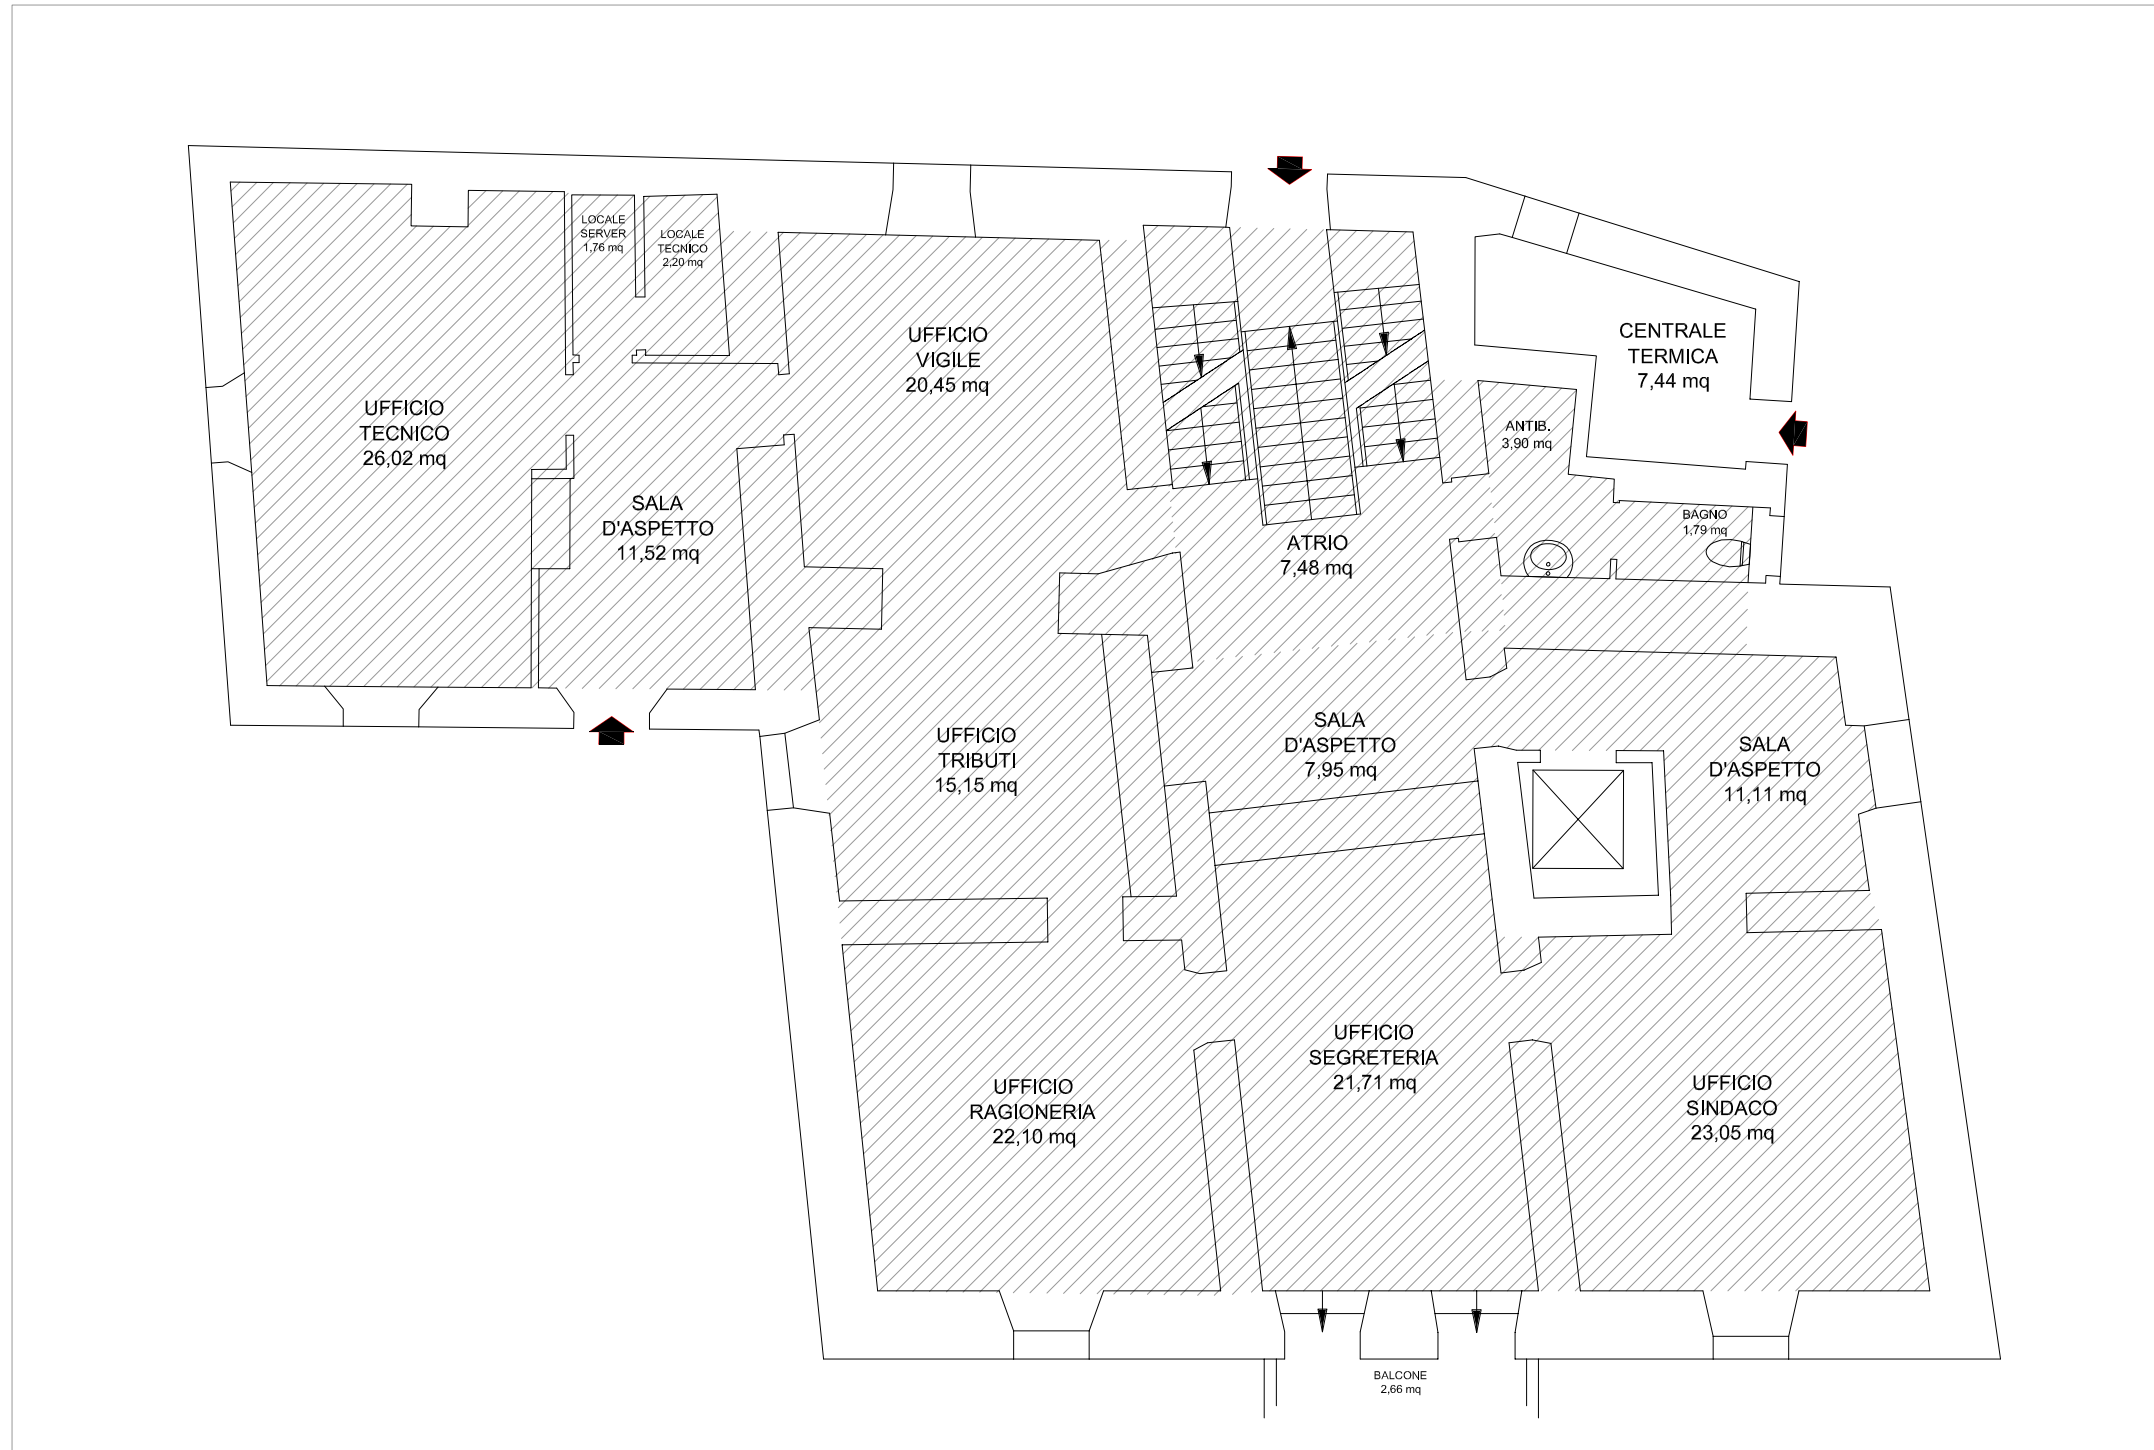 LOCALE
SERVER
1,76 mq
LOCALE
TECNICO
2,20 mq
UFFICIO
VIGILE
20,45 mq
CENTRALE
TERMICA
7,44 mq
UFFICIO
TECNICO
26,02 mq
ANTIB.
3,90 mq
SALA
D'ASPETTO
11,52 mq
BAGNO
1,79 mq
ATRIO
7,48 mq
UFFICIO
TRIBUTI
15,15 mq
SALA
D'ASPETTO
7,95 mq
SALA
D'ASPETTO
11,11 mq
UFFICIO
RAGIONERIA
22,10 mq
UFFICIO
SEGRETERIA
21,71 mq
UFFICIO
SINDACO
23,05 mq
BALCONE
2,66 mq